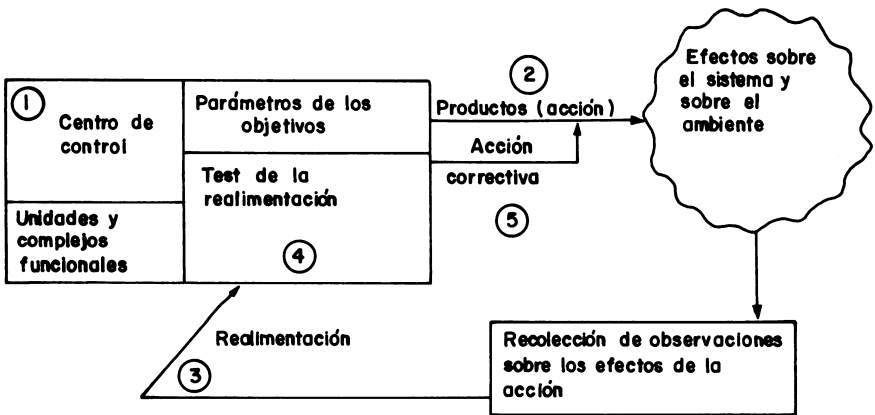 1
Centro de
control
Unidades y
complejos
funcionales
Parámetros de los
objetivos
Test de la
realimentación
4
2
Productos (acción)
Acción
correctiva
5
Efectos sobre
el sistema y
sobre el
ambiente
Recolección de observaciones
sobre los efectos de la
acción
Realimentación
3